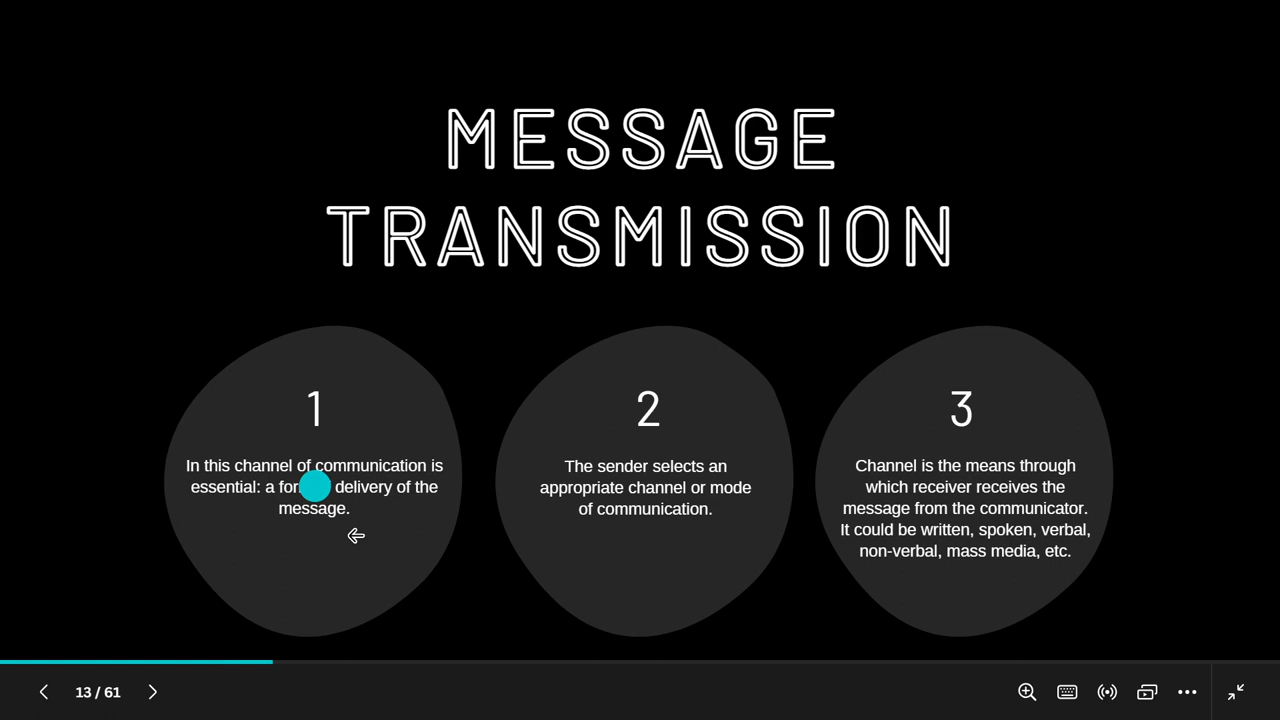 MESSAGE
TRANSMISSION
1
In this channel of communication is
essential: a for delivery of the
message.
2
The sender selects an
appropriate channel or mode
of communication.
3
Channel is the means through
which receiver receives the
message from the communicator.
It could be written, spoken, verbal,
non-verbal, mass media, etc.
13 / 61